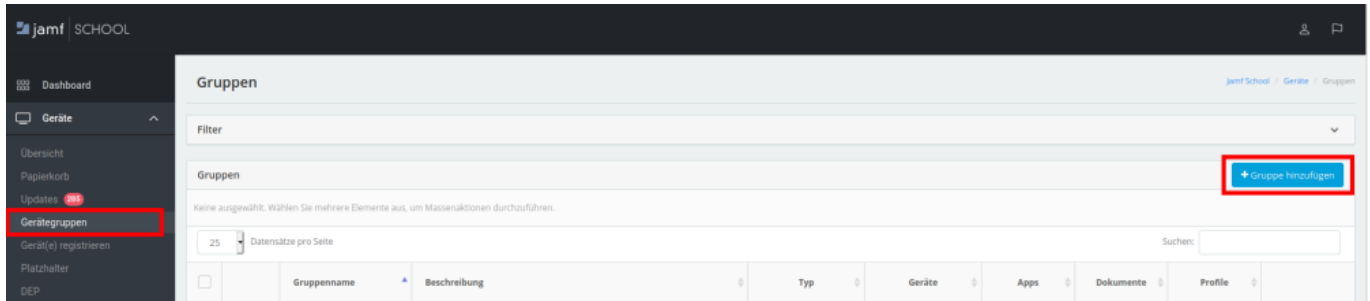 jamf SCHOOL
Dashboard
Geräte
Übersicht
Papierkorb
Updates 205
Gerätegruppen
Gerät(e) registrieren
Platzhalter
DEP
Gruppen
Jamf School / Geräte / Gruppen
Filter
Gruppen
+ Gruppe hinzufügen
Keine ausgewählt. Wählen Sie mehrere Elemente aus, um Massenaktionen durchzuführen.
25 Datensätze pro Seite
Suchen:
Gruppenname Beschreibung Typ Geräte Apps Dokumente Profile